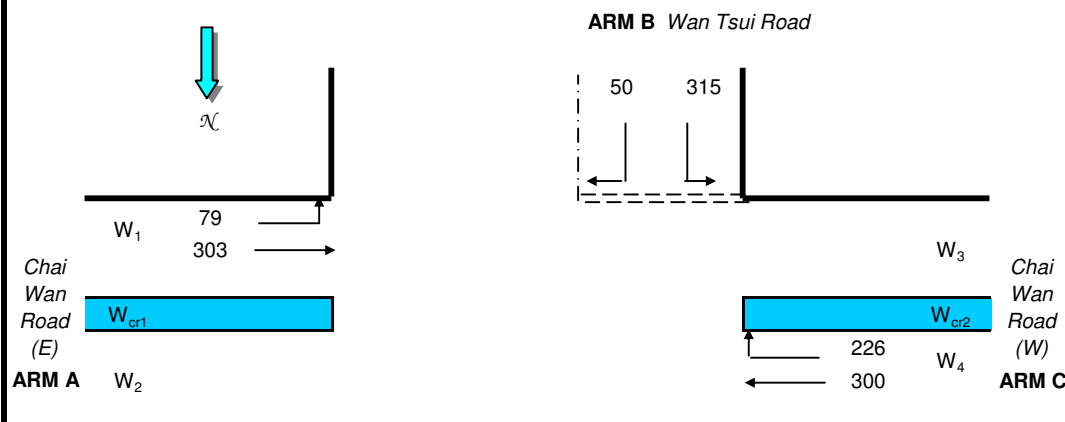 ARM B Wan Tsui Road
50 315
N
79
W1
303
W3
Chai
Wan
Road
(E)
ARM A
Wcr1
W2
Wcr2
226
W4
300
Chai
Wan
Road
(W)
ARM C